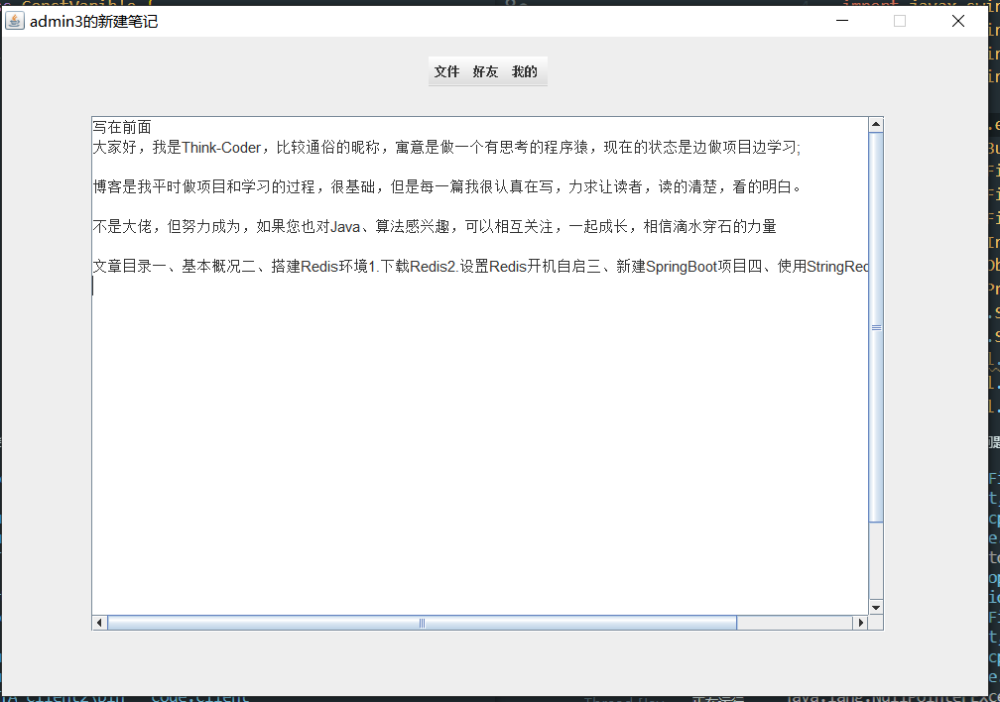 admin3的新建笔记
文件 好友 我的
写在前面
大家好，我是Think-Coder，比较通俗的昵称，寓意是做一个有思考的程序猿，现在的状态是边做项目边学习;
博客是我平时做项目和学习的过程，很基础，但是每一篇我很认真在写，力求让读者，读的清楚，看的明白。
不是大佬，但努力成为，如果您也对Java、算法感兴趣，可以相互关注，一起成长，相信滴水穿石的力量
文章目录一、基本概况二、搭建Redis环境1.下载Redis2.设置Redis开机自启三、新建SpringBoot项目四、使用StringRed